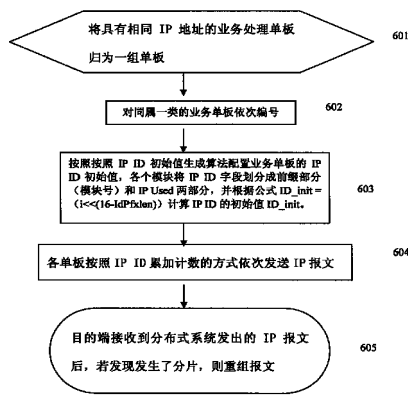 将具有相同 IP 地址的业务处理单板
归为一组单板
601
对同属一类的业务单板依次编号
602
按照按照 IP ID 初始值生成算法配置业务单板的 IP
ID 初始值，各个模块将 IP ID 字段划分成前缀部分
（模块号）和 IP Used 两部分，并根据公式 ID_init =
（i<<(16-IdPfxlen)）计算 IP ID 的初始值 ID_init。
603
各单板按照 IP ID 累加计数的方式依次发送 IP 报文
604
目的端接收到分布式系统发出的 IP 报文
后，若发现发生了分片，则重组报文
605